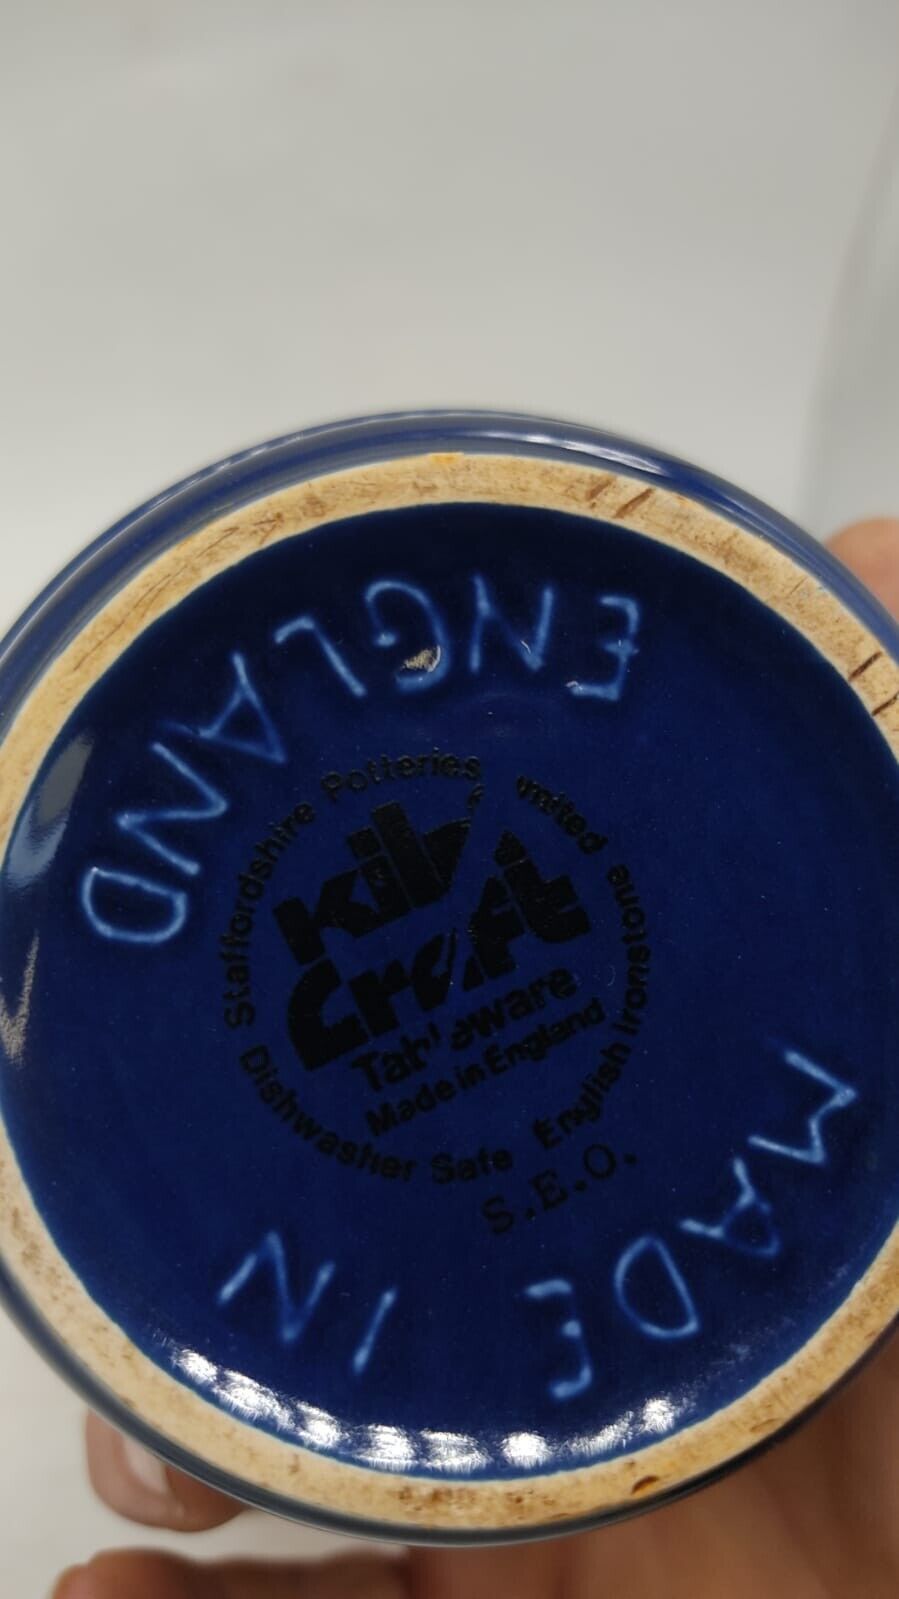 MADE IN
ENGLAND
Staffordshire Potteries
Kiln
Craft
Tableware
Made in England
Dishwasher Safe English Ironstone
S.E.O.